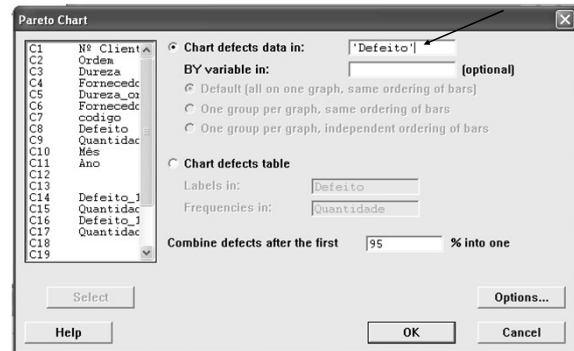 Pareto Chart
C1 Nº Client
C2 Ordem
C3 Dureza
C4 Fornecedo
C5 Dureza_or
C6 Fornecedo
C7 codigo
C8 Defeito
C9 Quantidad
C10 Mês
C11 Ano
C12
C13
C14 Defeito_1
C15 Quantidad
C16 Defeito_1
C17 Quantidad
C18
C19
Chart defects data in: 'Defeito'
BY variable in: (optional)
Default (all on one graph, same ordering of bars)
One group per graph, same ordering of bars
One group per graph, independent ordering of bars
Chart defects table
Labels in: Defeito
Frequencies in: Quantidade
Combine defects after the first 95 % into one
Select
Options...
Help
OK
Cancel